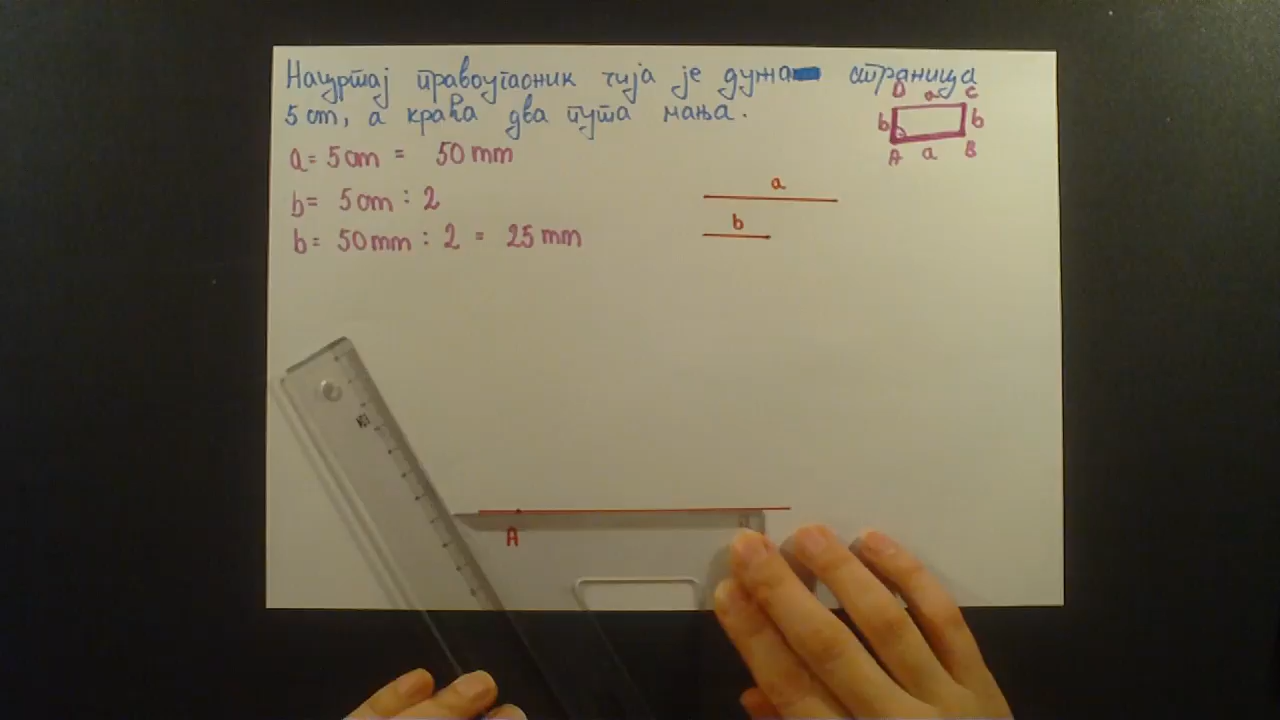 Нацртај правоугаоник чија је дужа страница
5 cm, а краћа два пута мања.
a = 5 cm = 50 mm
b = 5 cm : 2
b = 50 mm : 2 = 25 mm
D a C
b b
A a B
a
b
A